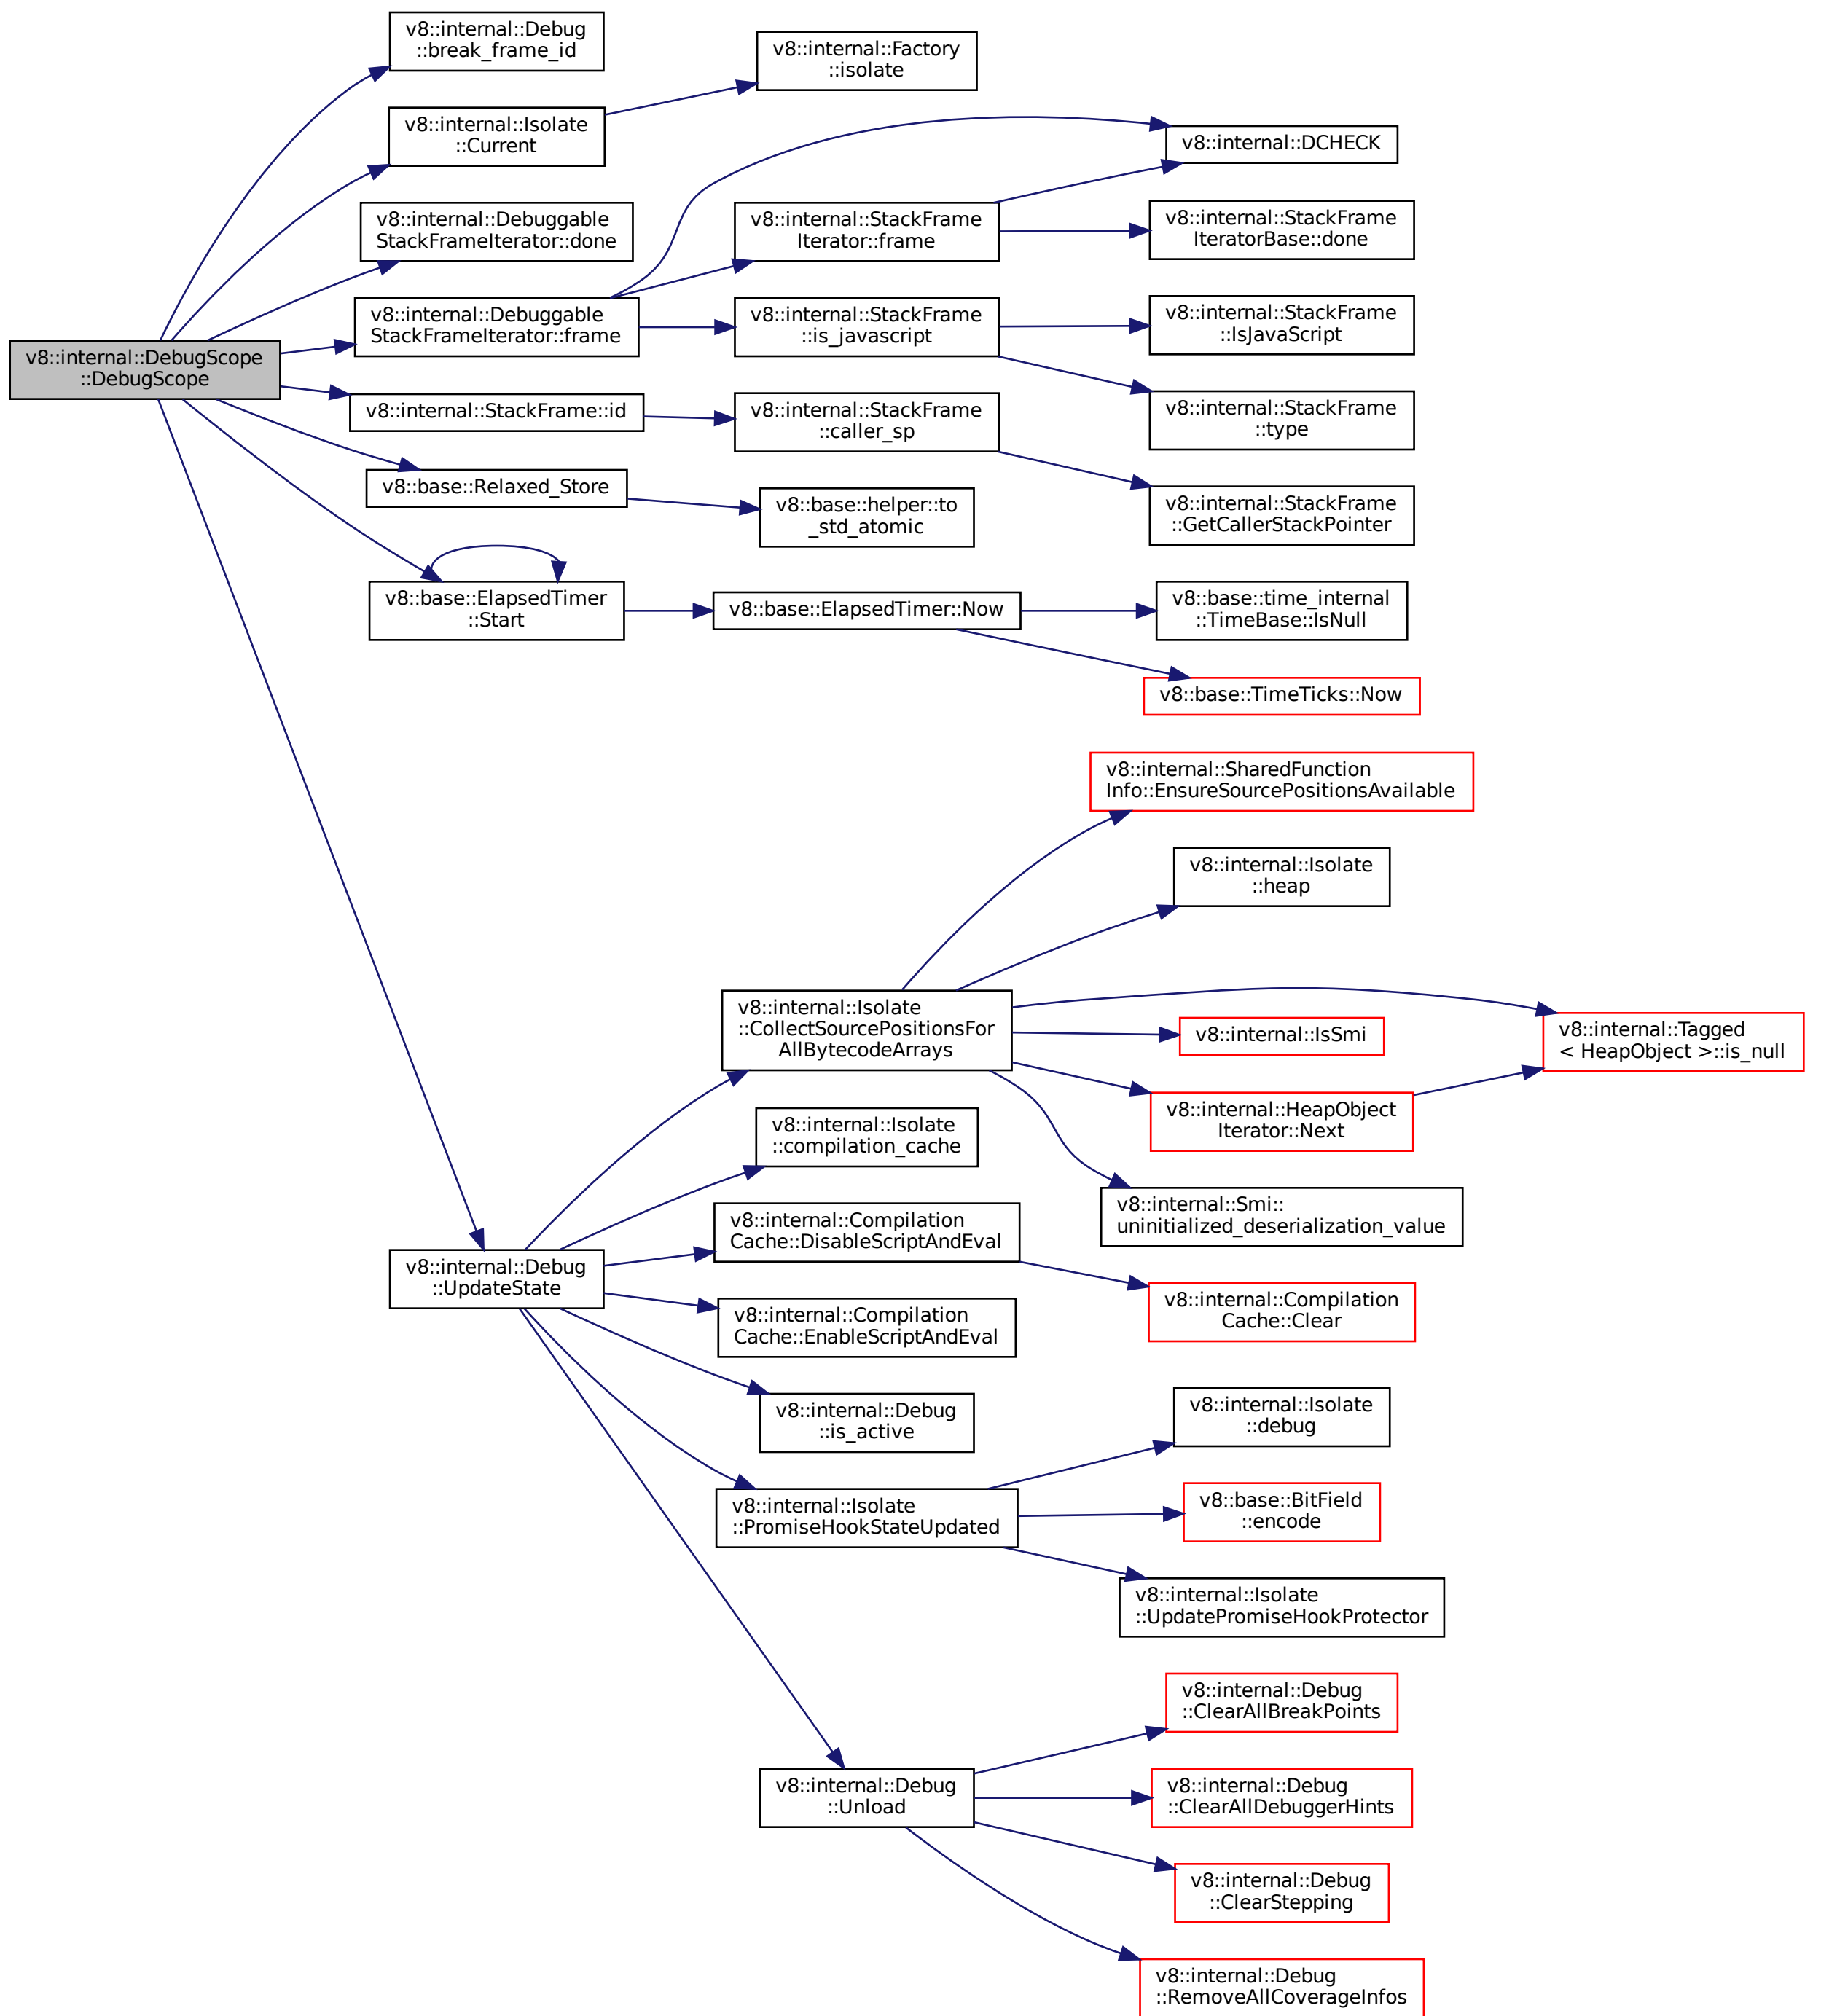 v8::internal::DebugScope
::DebugScope
v8::internal::Debug
::break_frame_id
v8::internal::Isolate
::Current
v8::internal::Factory
::isolate
v8::internal::Debuggable
StackFrameIterator::done
v8::internal::Debuggable
StackFrameIterator::frame
v8::internal::DCHECK
v8::internal::StackFrame
Iterator::frame
v8::internal::StackFrame
IteratorBase::done
v8::internal::StackFrame
::is_javascript
v8::internal::StackFrame
::IsJavaScript
v8::internal::StackFrame
::type
v8::internal::StackFrame::id
v8::internal::StackFrame
::caller_sp
v8::internal::StackFrame
::GetCallerStackPointer
v8::base::Relaxed_Store
v8::base::helper::to
_std_atomic
v8::base::ElapsedTimer
::Start
v8::base::ElapsedTimer::Now
v8::base::time_internal
::TimeBase::IsNull
v8::base::TimeTicks::Now
v8::internal::Debug
::UpdateState
v8::internal::Isolate
::CollectSourcePositionsFor
AllBytecodeArrays
v8::internal::SharedFunction
Info::EnsureSourcePositionsAvailable
v8::internal::Isolate
::heap
v8::internal::Tagged
< HeapObject >::is_null
v8::internal::IsSmi
v8::internal::HeapObject
Iterator::Next
v8::internal::Smi::
uninitialized_deserialization_value
v8::internal::Isolate
::compilation_cache
v8::internal::Compilation
Cache::DisableScriptAndEval
v8::internal::Compilation
Cache::Clear
v8::internal::Compilation
Cache::EnableScriptAndEval
v8::internal::Debug
::is_active
v8::internal::Isolate
::PromiseHookStateUpdated
v8::internal::Isolate
::debug
v8::base::BitField
::encode
v8::internal::Isolate
::UpdatePromiseHookProtector
v8::internal::Debug
::Unload
v8::internal::Debug
::ClearAllBreakPoints
v8::internal::Debug
::ClearAllDebuggerHints
v8::internal::Debug
::ClearStepping
v8::internal::Debug
::RemoveAllCoverageInfos